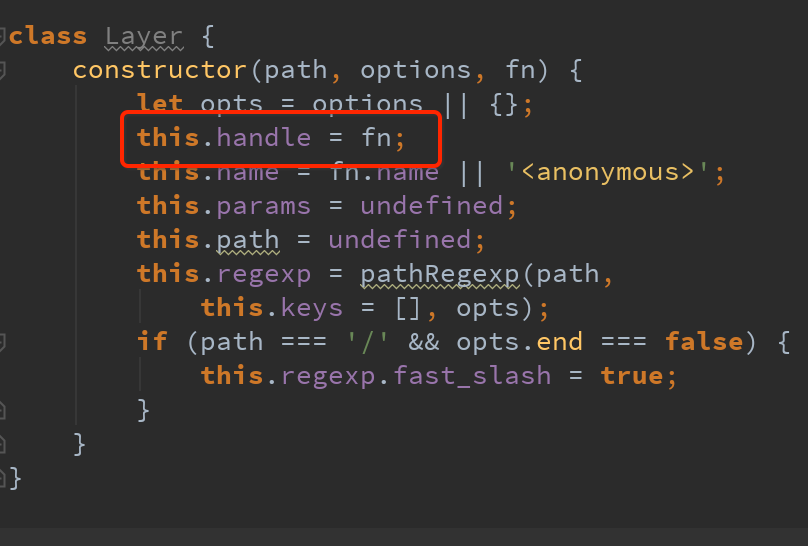 class Layer {
constructor(path, options, fn) {
let opts = options || {};
this.handle = fn;
this.name = fn.name || '<anonymous>';
this.params = undefined;
this.path = undefined;
this.regexp = pathRegexp(path,
this.keys = [], opts);
if (path === '/' && opts.end === false) {
this.regexp.fast_slash = true;
}
}
}